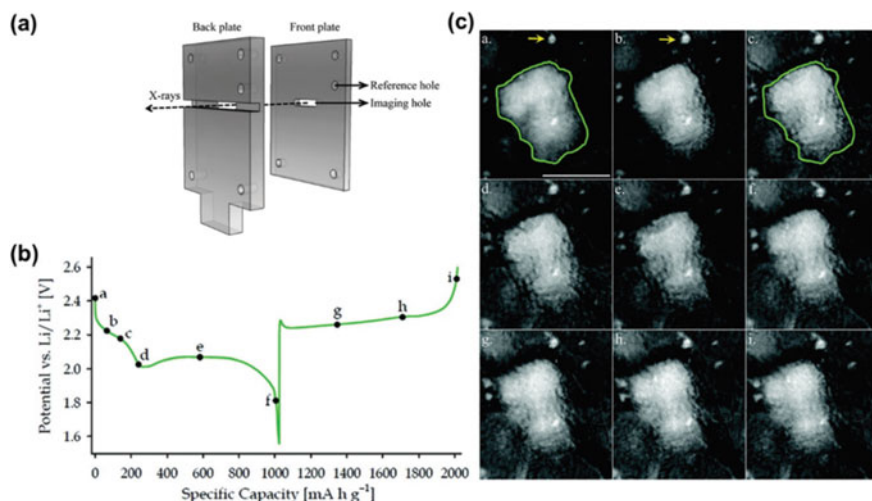 (a)
Back plate
Front plate
X-rays
Reference hole
Imaging hole
(b)
Potential vs. Li/Li⁺ [V]
2.6
2.4
2.2
2.0
1.8
1.6
a
b
c
d
e
f
g
h
i
0 200 400 600 800 1000 1200 1400 1600 1800 2000
Specific Capacity [mA h g⁻¹]
(c)
a. b. c.
d. e. f.
g. h. i.